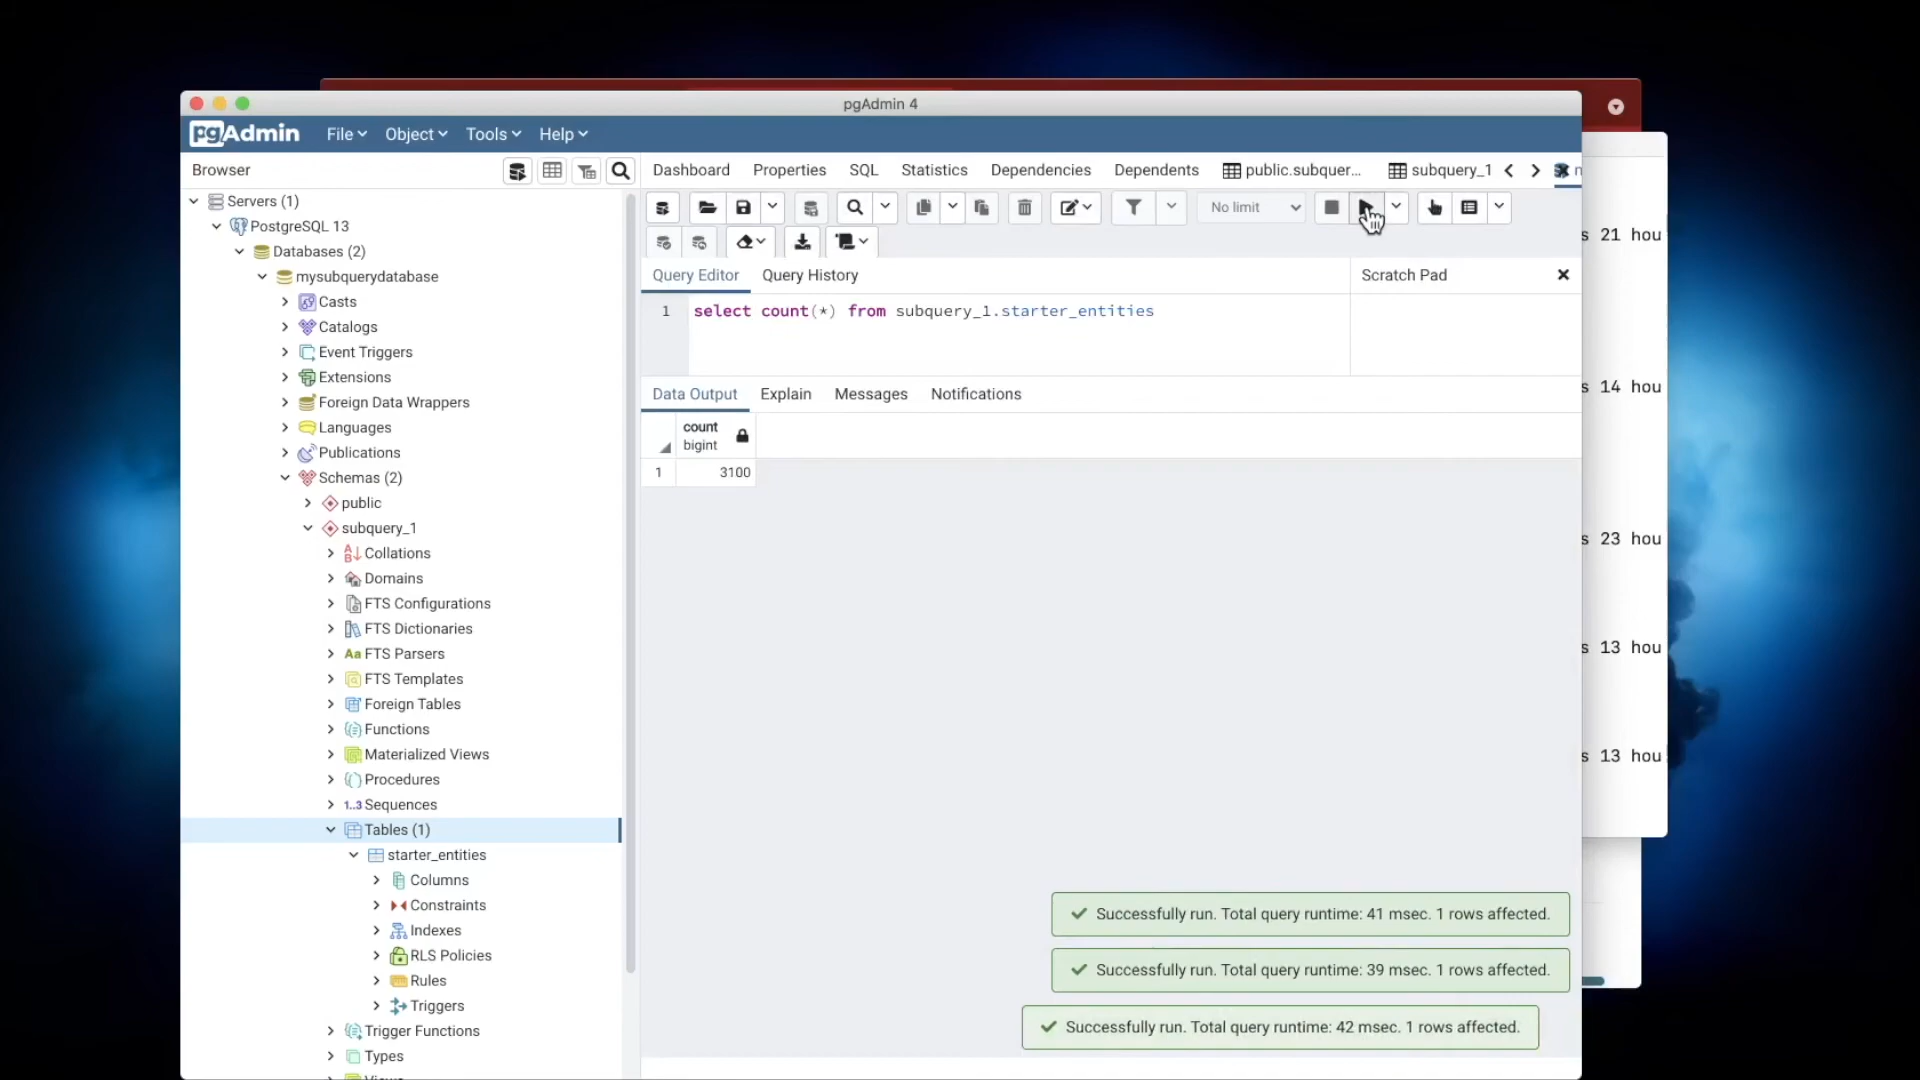 pgAdmin 4
pgAdmin File Object Tools Help
Browser
Dashboard Properties SQL Statistics Dependencies Dependents public.subquer... subquery_1
No limit
Query Editor Query History Scratch Pad
1 select count(*) from subquery_1.starter_entities
Data Output Explain Messages Notifications
count
bigint
1 3100
Servers (1)
PostgreSQL 13
Databases (2)
mysubquerydatabase
Casts
Catalogs
Event Triggers
Extensions
Foreign Data Wrappers
Languages
Publications
Schemas (2)
public
subquery_1
Collations
Domains
FTS Configurations
FTS Dictionaries
Aa FTS Parsers
FTS Templates
Foreign Tables
Functions
Materialized Views
Procedures
1..3 Sequences
Tables (1)
starter_entities
Columns
Constraints
Indexes
RLS Policies
Rules
Triggers
Trigger Functions
Types
Successfully run. Total query runtime: 41 msec. 1 rows affected.
Successfully run. Total query runtime: 39 msec. 1 rows affected.
Successfully run. Total query runtime: 42 msec. 1 rows affected.
s 21 hou
s 14 hou
s 23 hou
s 13 hou
s 13 hou